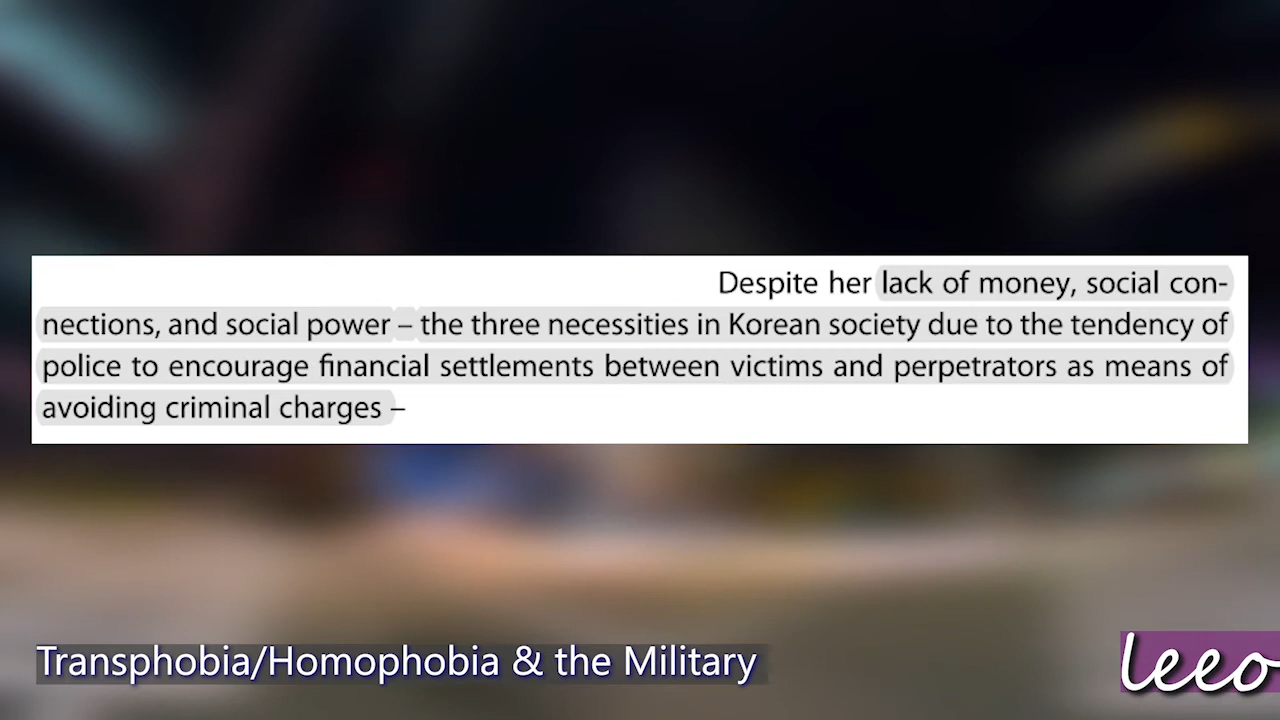 Despite her lack of money, social con-
nections, and social power – the three necessities in Korean society due to the tendency of
police to encourage financial settlements between victims and perpetrators as means of
avoiding criminal charges –
Transphobia/Homophobia & the Military
leeo